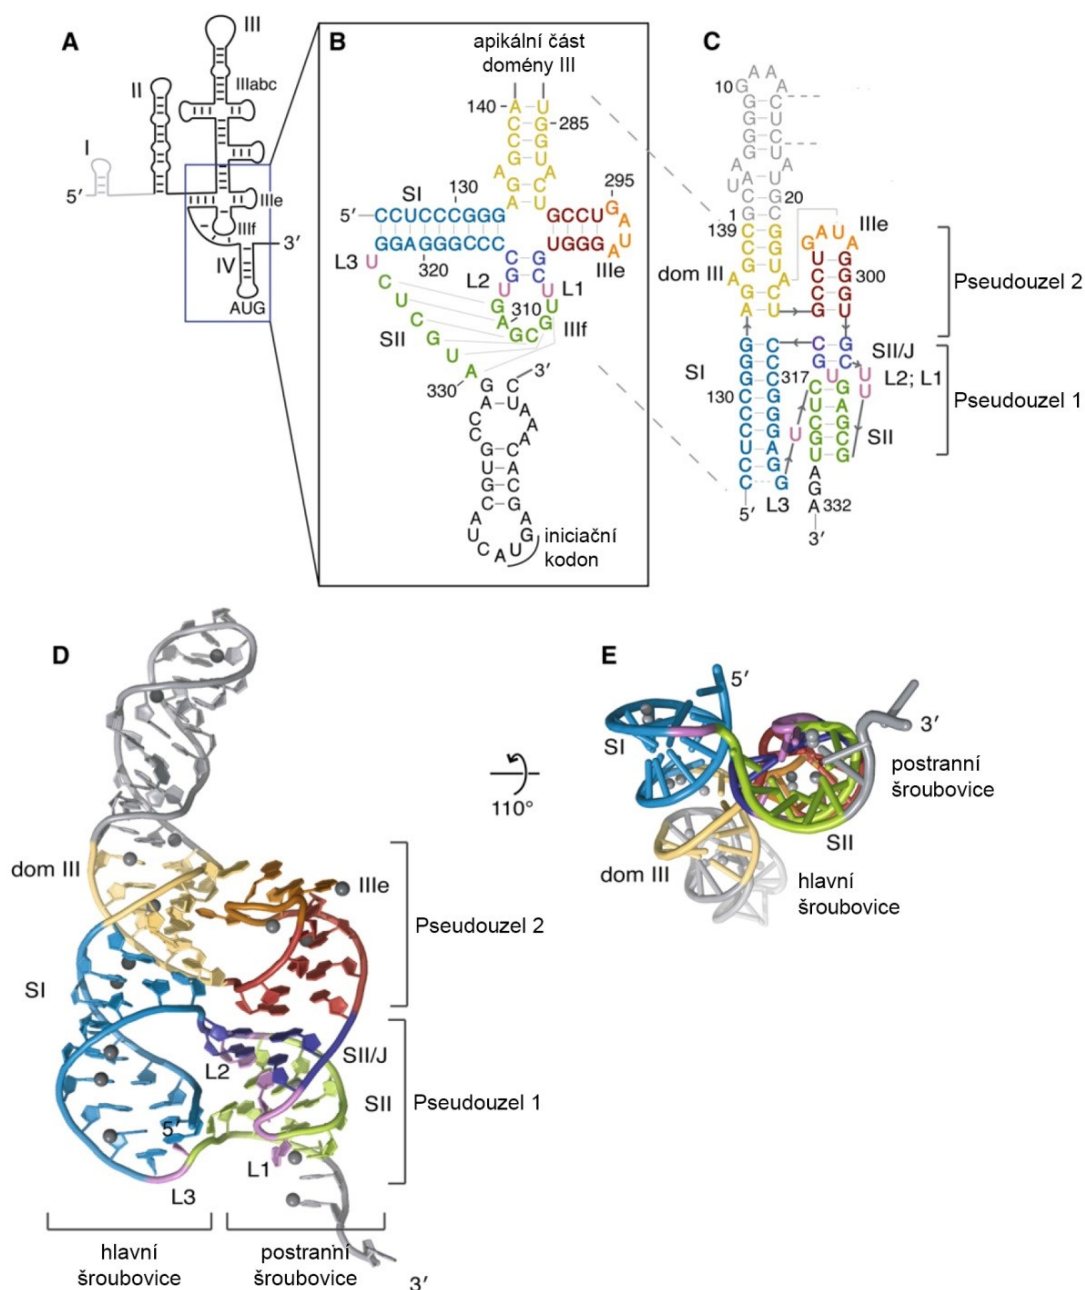 A
III
II
IIIabc
I
5′
IIIe
IIIf
3′
IV
AUG
B
apikální část
domény III
140
A U
C G
C G
G U
285
G A
A C
G U
A U
SI
130
295
5′
CCUCCCGGG
GGAGGGCCC
GCCU
UGGG
G
A
U
A
L3
320
IIIe
U
C
U
C
G
U
A
C G
G C
U U
L2
L1
G
A
G
C
G
310
IIIf
SII
330
3′
G C
A U
C A
C A
G A
U C
G A
C C
A G
U A
C A U G
iniciační
kodon
C
10
G A A A
1
20
139
IIIe
G A U A
dom III
300
Pseudouzel 2
SI
317
SII/J
130
L2; L1
Pseudouzel 1
SII
L3
5′
332
3′
D
dom III
IIIe
Pseudouzel 2
SI
SII/J
L2
SII
5′
Pseudouzel 1
L1
L3
hlavní
šroubovice
postranní
šroubovice
3′
110°
E
5′
SI
3′
postranní
šroubovice
SII
dom III
hlavní
šroubovice